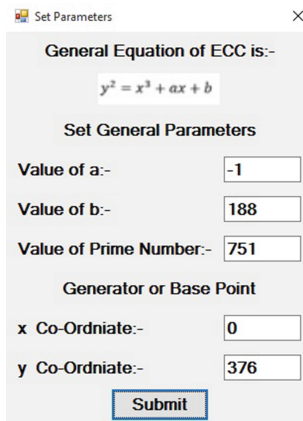 Set Parameters
General Equation of ECC is:-
y² = x³ + ax + b
Set General Parameters
Value of a:- -1
Value of b:- 188
Value of Prime Number:- 751
Generator or Base Point
x Co-Ordniate:- 0
y Co-Ordniate:- 376
Submit